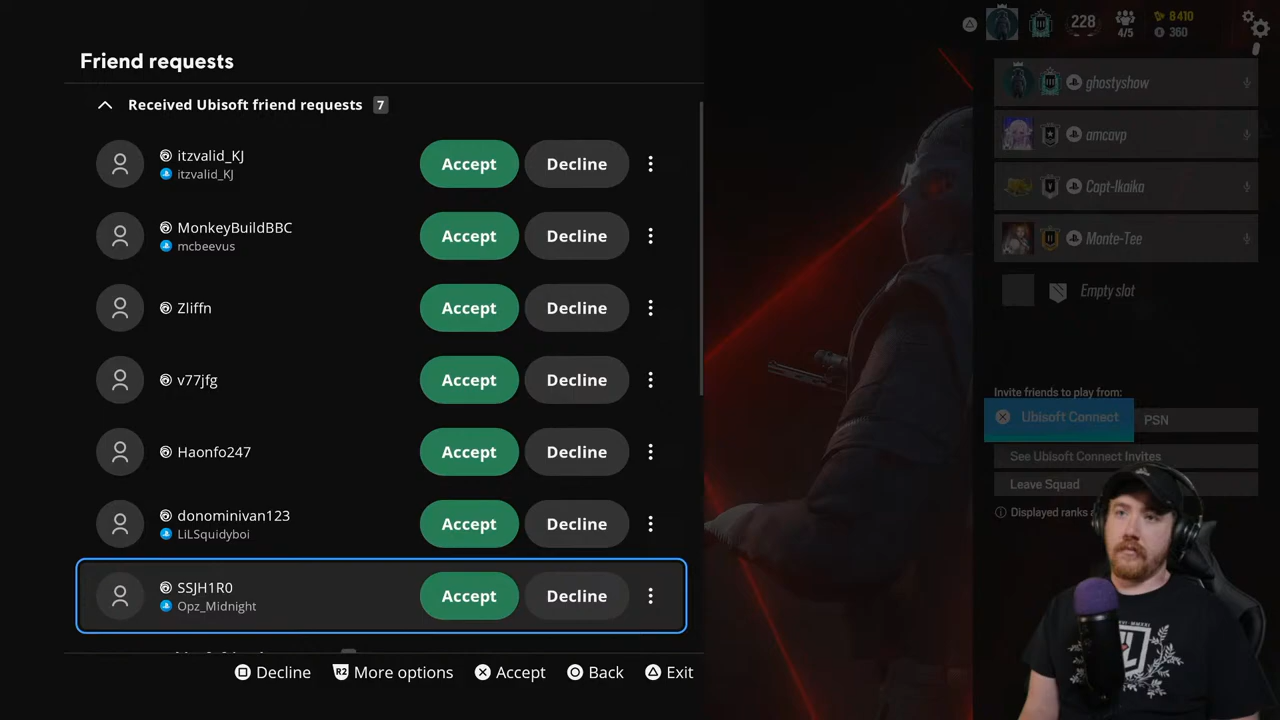 Friend requests
Received Ubisoft friend requests 7
itzvalid_KJ
itzvalid_KJ
Accept
Decline
MonkeyBuildBBC
mcbeevus
Accept
Decline
Zliffn
Accept
Decline
v77jfg
Accept
Decline
Haonfo247
Accept
Decline
donominivan123
LiLSquidyboi
Accept
Decline
SSJH1R0
Opz_Midnight
Accept
Decline
Decline
R2 More options
Accept
Back
Exit
228
4/5
8410
360
ghostyshow
amcavp
Capt-Ikaika
Monte-Tee
Empty slot
Invite friends to play from:
Ubisoft Connect
PSN
See Ubisoft Connect Invites
Leave Squad
Displayed ranks